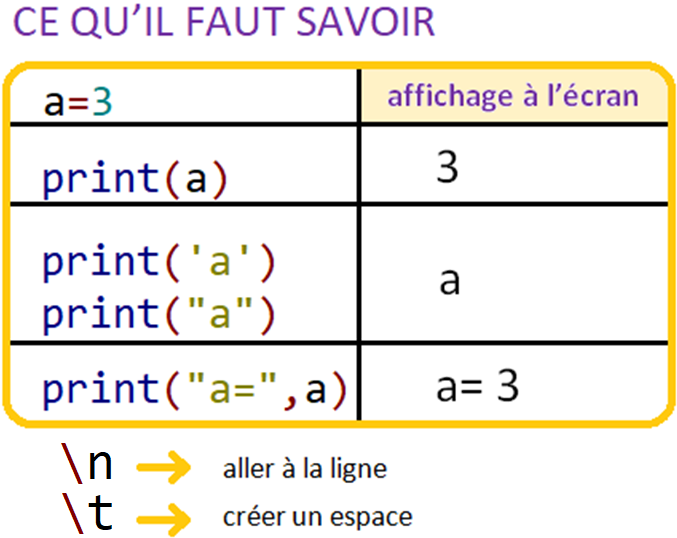 CE QU'IL FAUT SAVOIR
a=3
affichage à l'écran
print(a)
3
print('a')
print("a")
a
print("a=",a)
a= 3
\n → aller à la ligne
\t → créer un espace